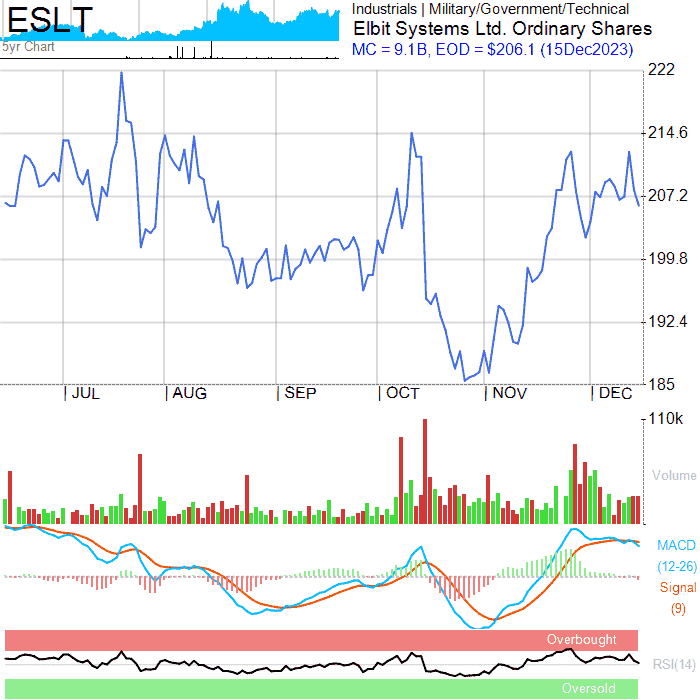 ESLT
5yr Chart
Industrials | Military/Government/Technical
Elbit Systems Ltd. Ordinary Shares
MC = 9.1B, EOD = $206.1 (15Dec2023)
222
214.6
207.2
199.8
192.4
185
| JUL | AUG | SEP | OCT | NOV | DEC
110k
Volume
MACD
(12-26)
Signal
(9)
Overbought
RSI(14)
Oversold